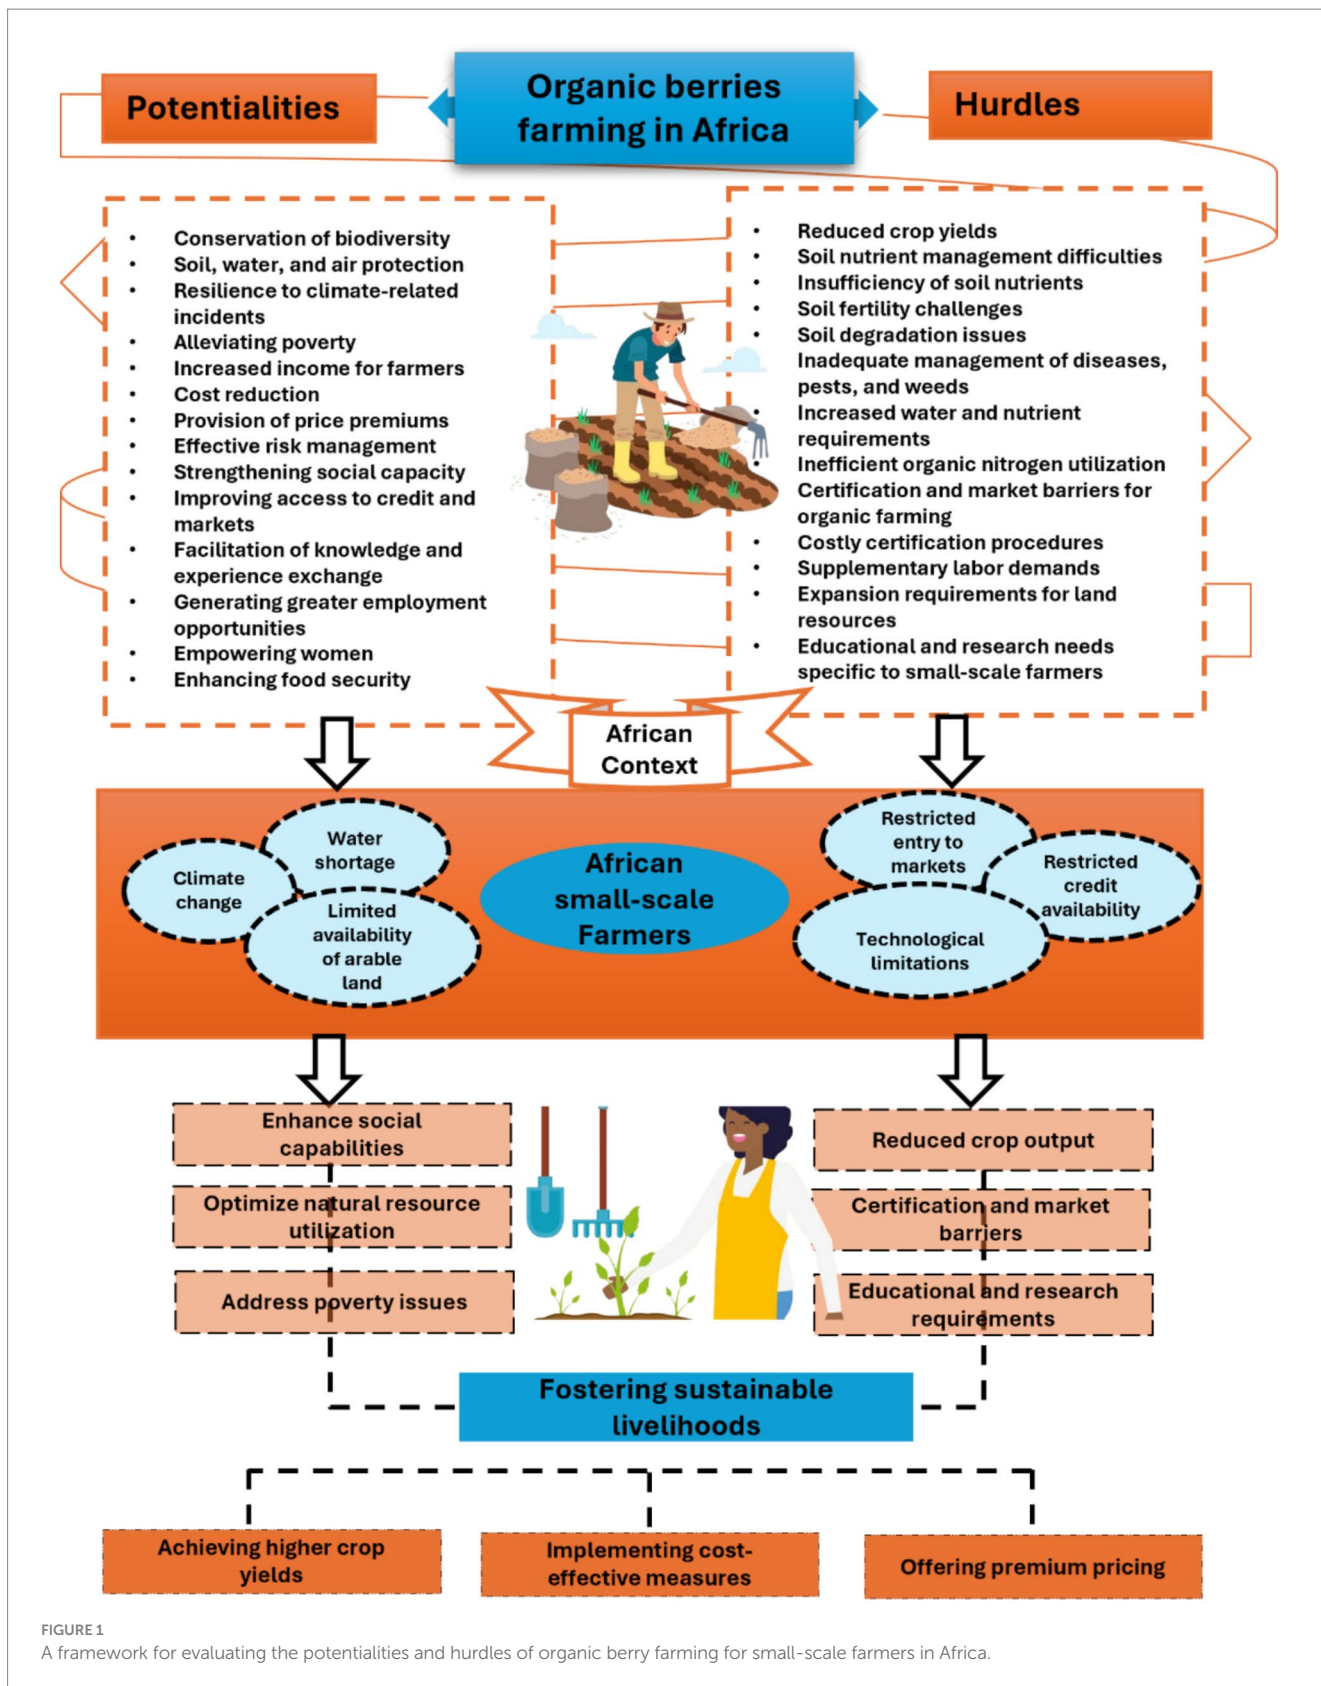 Organic berries
farming in Africa
Potentialities
Hurdles
• Conservation of biodiversity
• Soil, water, and air protection
• Resilience to climate-related
incidents
• Alleviating poverty
• Increased income for farmers
• Cost reduction
• Provision of price premiums
• Effective risk management
• Strengthening social capacity
• Improving access to credit and
markets
• Facilitation of knowledge and
experience exchange
• Generating greater employment
opportunities
• Empowering women
• Enhancing food security
• Reduced crop yields
• Soil nutrient management difficulties
• Insufficiency of soil nutrients
• Soil fertility challenges
• Soil degradation issues
• Inadequate management of diseases,
pests, and weeds
• Increased water and nutrient
requirements
• Inefficient organic nitrogen utilization
• Certification and market barriers for
organic farming
• Costly certification procedures
• Supplementary labor demands
• Expansion requirements for land
resources
• Educational and research needs
specific to small-scale farmers
African
Context
Climate
change
Water
shortage
Limited
availability
of arable
land
African
small-scale
Farmers
Restricted
entry to
markets
Restricted
credit
availability
Technological
limitations
Enhance social
capabilities
Optimize natural resource
utilization
Address poverty issues
Reduced crop output
Certification and market
barriers
Educational and research
requirements
Fostering sustainable
livelihoods
Achieving higher crop
yields
Implementing cost-
effective measures
Offering premium pricing
FIGURE 1
A framework for evaluating the potentialities and hurdles of organic berry farming for small-scale farmers in Africa.